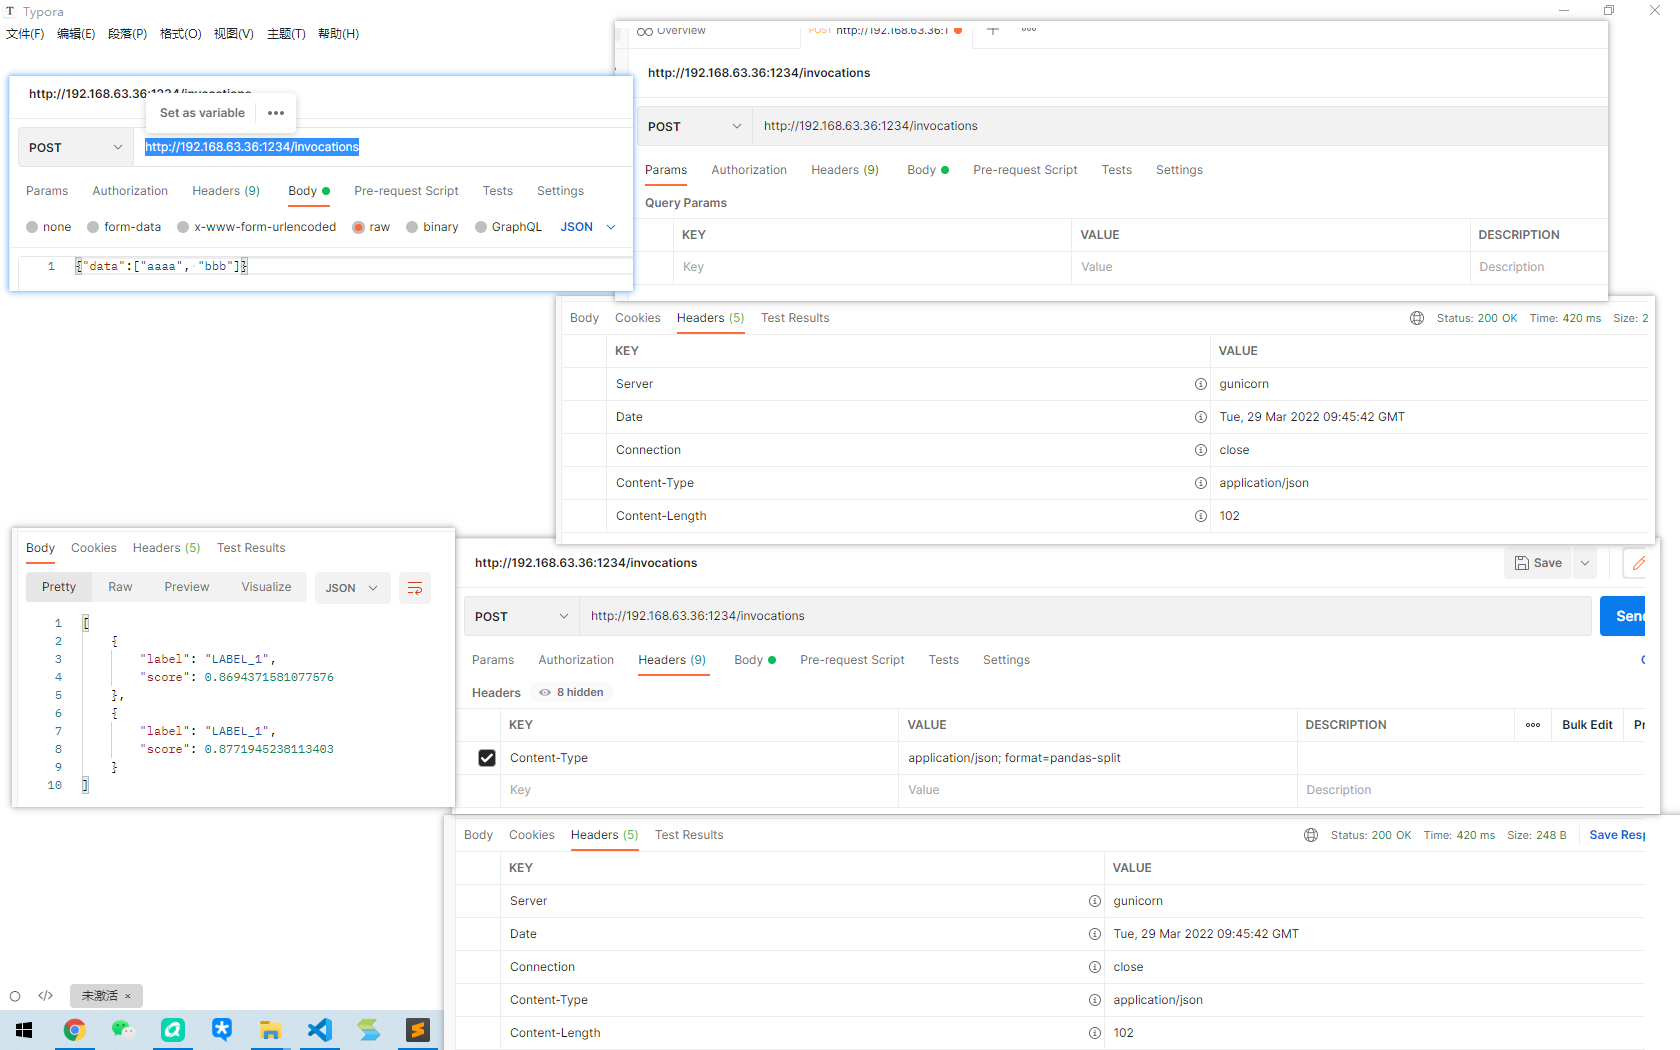 Typora
文件(F) 编辑(E) 段落(P) 格式(O) 视图(V) 主题(T) 帮助(H)
http://192.168.63.36:1234/invocations
Set as variable •••
POST http://192.168.63.36:1234/invocations
Params Authorization Headers (9) Body Pre-request Script Tests Settings
none form-data x-www-form-urlencoded raw binary GraphQL JSON
1 {"data":["aaaa", "bbb"]}
Overview POST http://192.168.63.36:1
http://192.168.63.36:1234/invocations
POST http://192.168.63.36:1234/invocations
Params Authorization Headers (9) Body Pre-request Script Tests Settings
Query Params
KEY VALUE DESCRIPTION
Key Value Description
Body Cookies Headers (5) Test Results Status: 200 OK Time: 420 ms Size: 2
KEY VALUE
Server gunicorn
Date Tue, 29 Mar 2022 09:45:42 GMT
Connection close
Content-Type application/json
Content-Length 102
Body Cookies Headers (5) Test Results
Pretty Raw Preview Visualize JSON
1 [
2 {
3 "label": "LABEL_1",
4 "score": 0.8694371581077576
5 },
6 {
7 "label": "LABEL_1",
8 "score": 0.8771945238113403
9 }
10 ]
http://192.168.63.36:1234/invocations Save
POST http://192.168.63.36:1234/invocations Send
Params Authorization Headers (9) Body Pre-request Script Tests Settings
Headers 8 hidden
KEY VALUE DESCRIPTION Bulk Edit Pr
Content-Type application/json; format=pandas-split
Key Value Description
Body Cookies Headers (5) Test Results Status: 200 OK Time: 420 ms Size: 248 B Save Resp
KEY VALUE
Server gunicorn
Date Tue, 29 Mar 2022 09:45:42 GMT
Connection close
Content-Type application/json
Content-Length 102
</> 未激活 ×